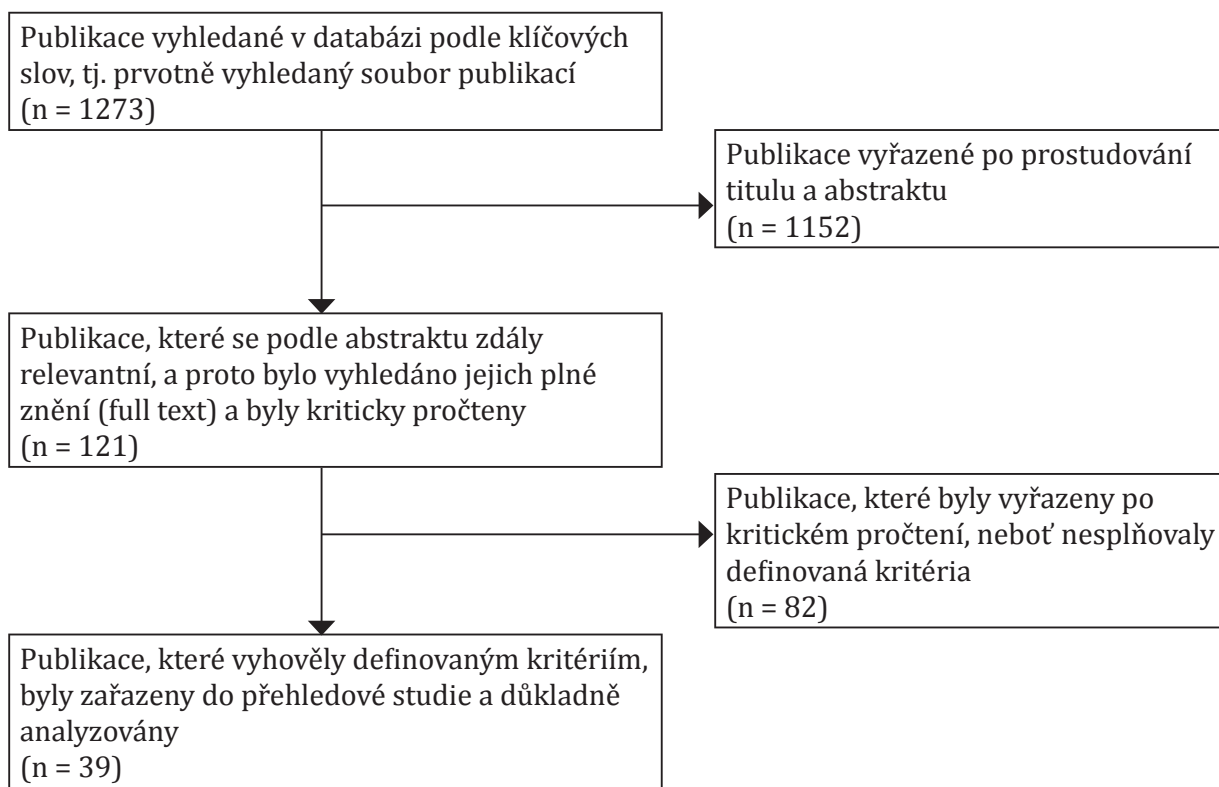 Publikace vyhledané v databázi podle klíčových
slov, tj. prvotně vyhledaný soubor publikací
(n = 1273)
Publikace vyřazené po prostudování
titulu a abstraktu
(n = 1152)
Publikace, které se podle abstraktu zdály
relevantní, a proto bylo vyhledáno jejich plné
znění (full text) a byly kriticky pročteny
(n = 121)
Publikace, které byly vyřazeny po
kritickém pročtení, neboť nesplňovaly
definovaná kritéria
(n = 82)
Publikace, které vyhověly definovaným kritériím,
byly zařazeny do přehledové studie a důkladně
analyzovány
(n = 39)